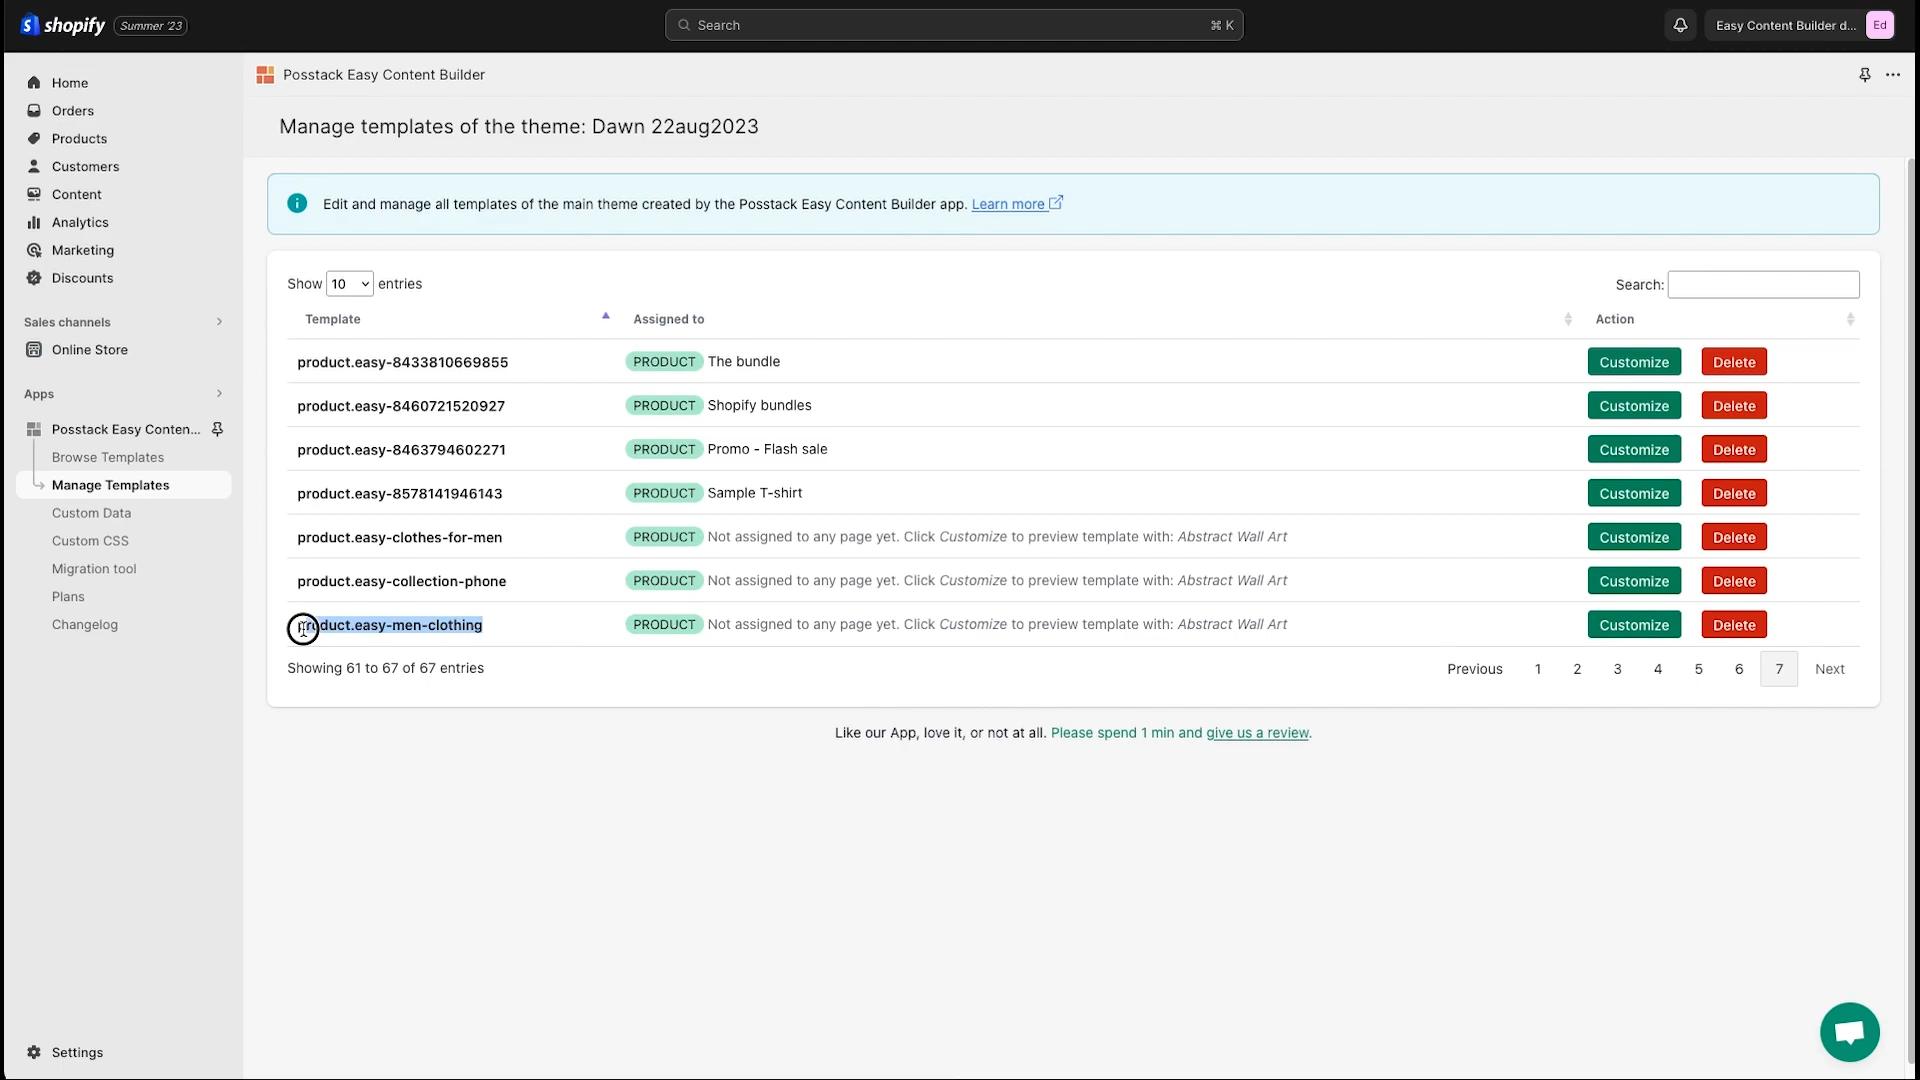 shopify Summer '23
Search ⌘ K
Easy Content Builder d... Ed
Home
Orders
Products
Customers
Content
Analytics
Marketing
Discounts
Sales channels
Online Store
Apps
Posstack Easy Conten...
Browse Templates
Manage Templates
Custom Data
Custom CSS
Migration tool
Plans
Changelog
Settings
Posstack Easy Content Builder
Manage templates of the theme: Dawn 22aug2023
Edit and manage all templates of the main theme created by the Posstack Easy Content Builder app. Learn more
Show 10 entries Search:
Template Assigned to Action
product.easy-8433810669855 PRODUCT The bundle Customize Delete
product.easy-8460721520927 PRODUCT Shopify bundles Customize Delete
product.easy-8463794602271 PRODUCT Promo - Flash sale Customize Delete
product.easy-8578141946143 PRODUCT Sample T-shirt Customize Delete
product.easy-clothes-for-men PRODUCT Not assigned to any page yet. Click Customize to preview template with: Abstract Wall Art Customize Delete
product.easy-collection-phone PRODUCT Not assigned to any page yet. Click Customize to preview template with: Abstract Wall Art Customize Delete
product.easy-men-clothing PRODUCT Not assigned to any page yet. Click Customize to preview template with: Abstract Wall Art Customize Delete
Showing 61 to 67 of 67 entries Previous 1 2 3 4 5 6 7 Next
Like our App, love it, or not at all. Please spend 1 min and give us a review.